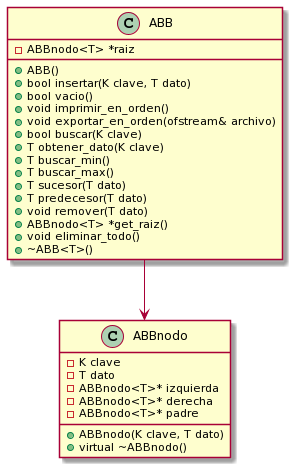 C ABB
ABBnodo<T> *raiz
ABB()
bool insertar(K clave, T dato)
bool vacio()
void imprimir_en_orden()
void exportar_en_orden(ofstream& archivo)
bool buscar(K clave)
T obtener_dato(K clave)
T buscar_min()
T buscar_max()
T sucesor(T dato)
T predecesor(T dato)
void remover(T dato)
ABBnodo<T> *get_raiz()
void eliminar_todo()
~ABB<T>()
C ABBnodo
K clave
T dato
ABBnodo<T>* izquierda
ABBnodo<T>* derecha
ABBnodo<T>* padre
ABBnodo(K clave, T dato)
virtual ~ABBnodo()